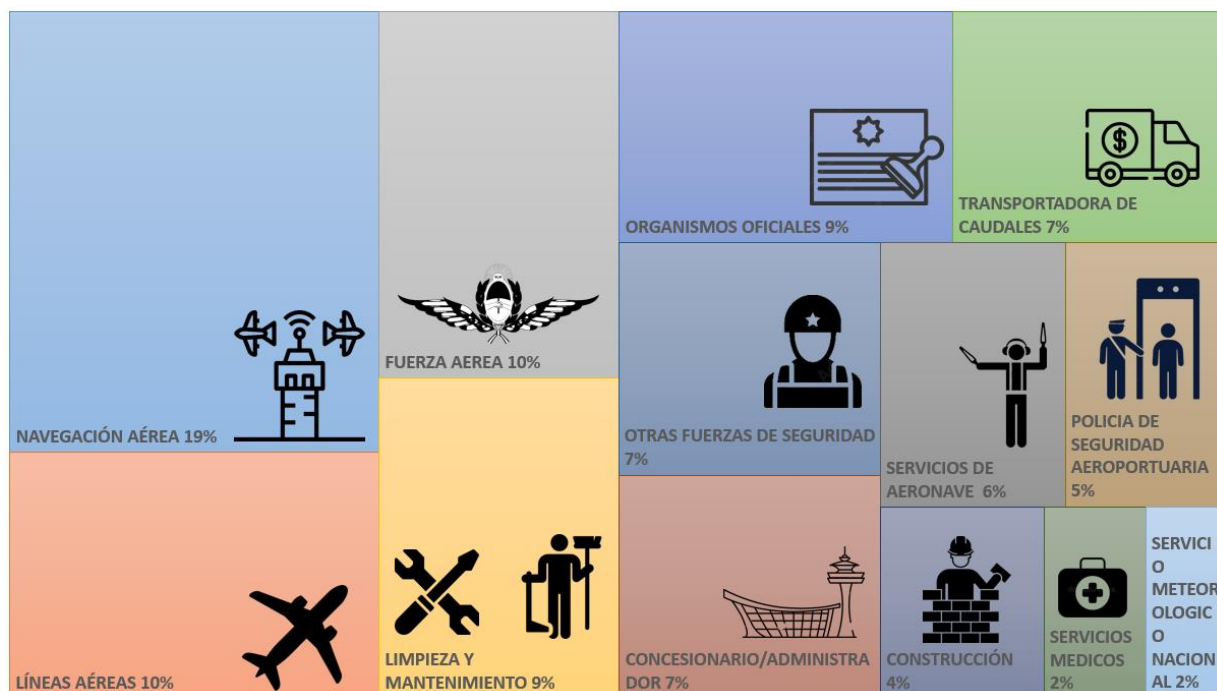 NAVEGACIÓN AÉREA 19%
LÍNEAS AÉREAS 10%
FUERZA AEREA 10%
LIMPIEZA Y
MANTENIMIENTO 9%
ORGANISMOS OFICIALES 9%
$
TRANSPORTADORA DE
CAUDALES 7%
OTRAS FUERZAS DE SEGURIDAD
7%
CONCESIONARIO/ADMINISTRA
DOR 7%
SERVICIOS DE
AERONAVE 6%
POLICIA DE
SEGURIDAD
AEROPORTUARIA
5%
CONSTRUCCIÓN
4%
SERVICIOS
MEDICOS
2%
SERVICI
O
METEOR
OLOGIC
O
NACION
AL 2%